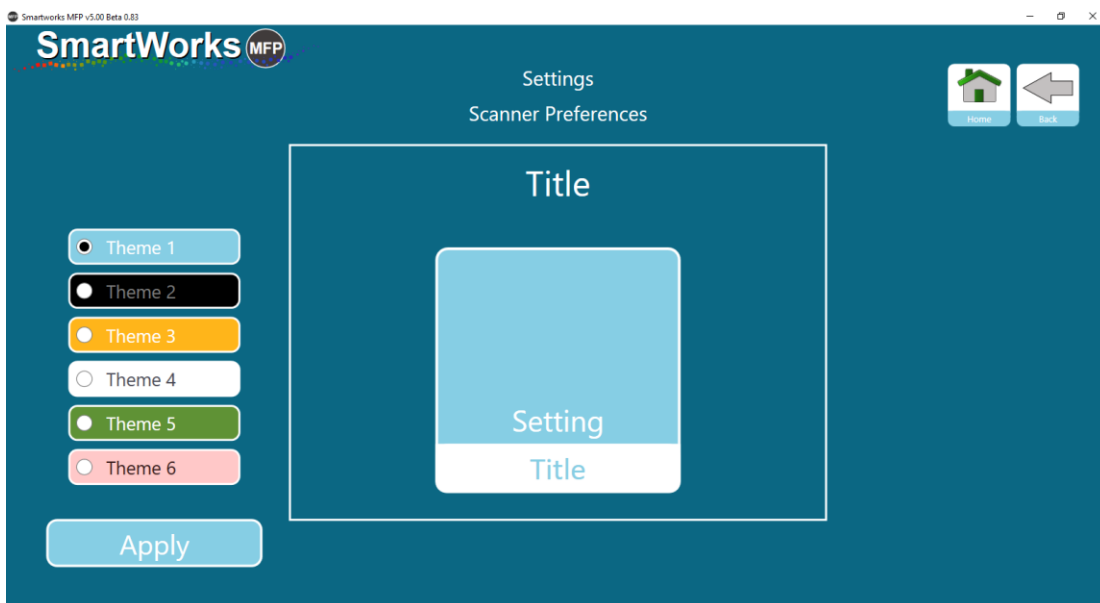 Smartworks MFP v5.00 Beta 0.83
SmartWorks MFP
Settings
Scanner Preferences
Home
Back
Title
Theme 1
Theme 2
Theme 3
Theme 4
Theme 5
Theme 6
Setting
Title
Apply